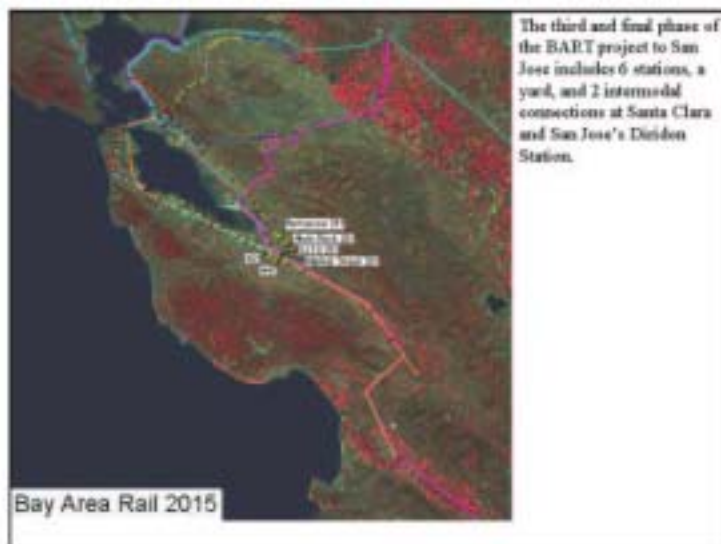 The third and final phase of
the BART project to San
Jose includes 6 stations, a
yard, and 2 intermodal
connections at Santa Clara
and San Jose's Diridon
Station.
Bay Area Rail 2015